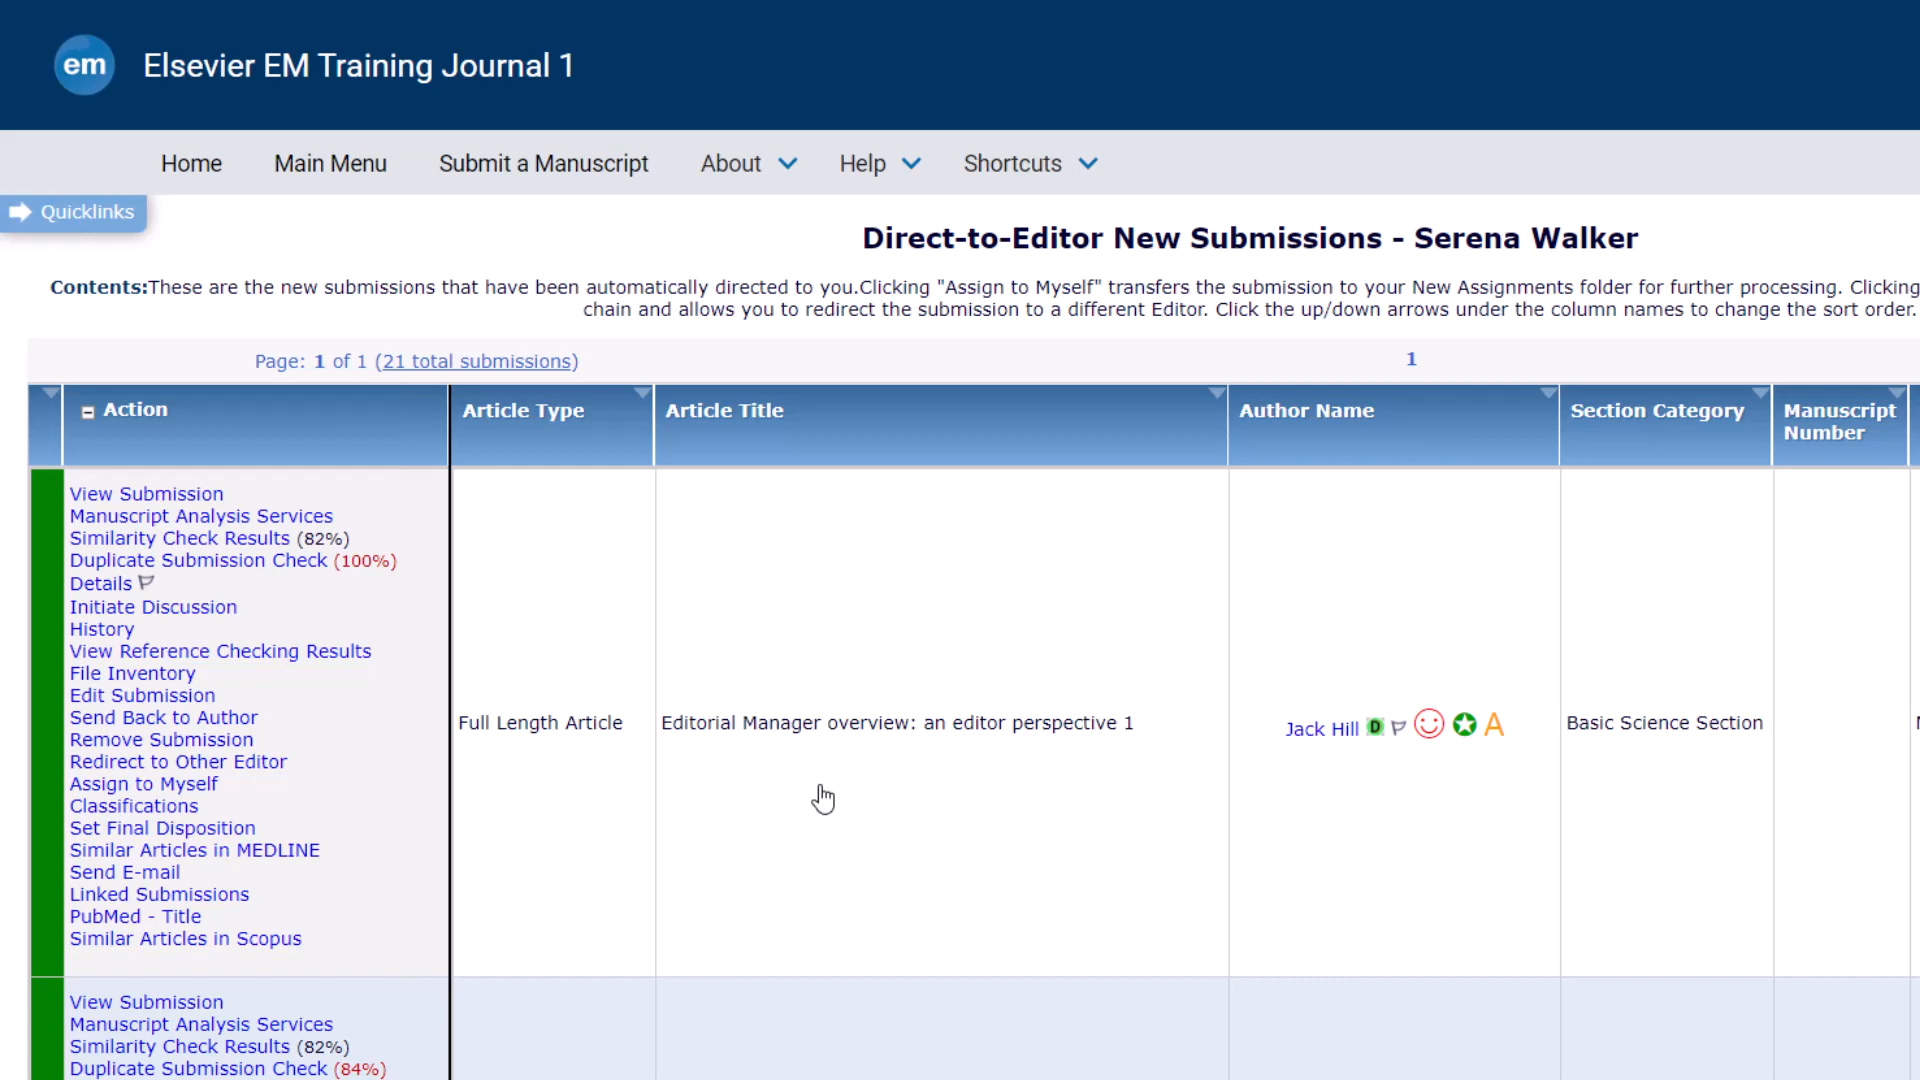 em Elsevier EM Training Journal 1
Home Main Menu Submit a Manuscript About Help Shortcuts
Quicklinks
Direct-to-Editor New Submissions - Serena Walker
Contents:These are the new submissions that have been automatically directed to you.Clicking "Assign to Myself" transfers the submission to your New Assignments folder for further processing. Clicking
chain and allows you to redirect the submission to a different Editor. Click the up/down arrows under the column names to change the sort order.
Page: 1 of 1 (21 total submissions) 1
Action Article Type Article Title Author Name Section Category Manuscript
Number
View Submission
Manuscript Analysis Services
Similarity Check Results (82%)
Duplicate Submission Check (100%)
Details
Initiate Discussion
History
View Reference Checking Results
File Inventory
Edit Submission
Send Back to Author
Remove Submission
Redirect to Other Editor
Assign to Myself
Classifications
Set Final Disposition
Similar Articles in MEDLINE
Send E-mail
Linked Submissions
PubMed - Title
Similar Articles in Scopus
Full Length Article Editorial Manager overview: an editor perspective 1 Jack Hill D A Basic Science Section
View Submission
Manuscript Analysis Services
Similarity Check Results (82%)
Duplicate Submission Check (84%)